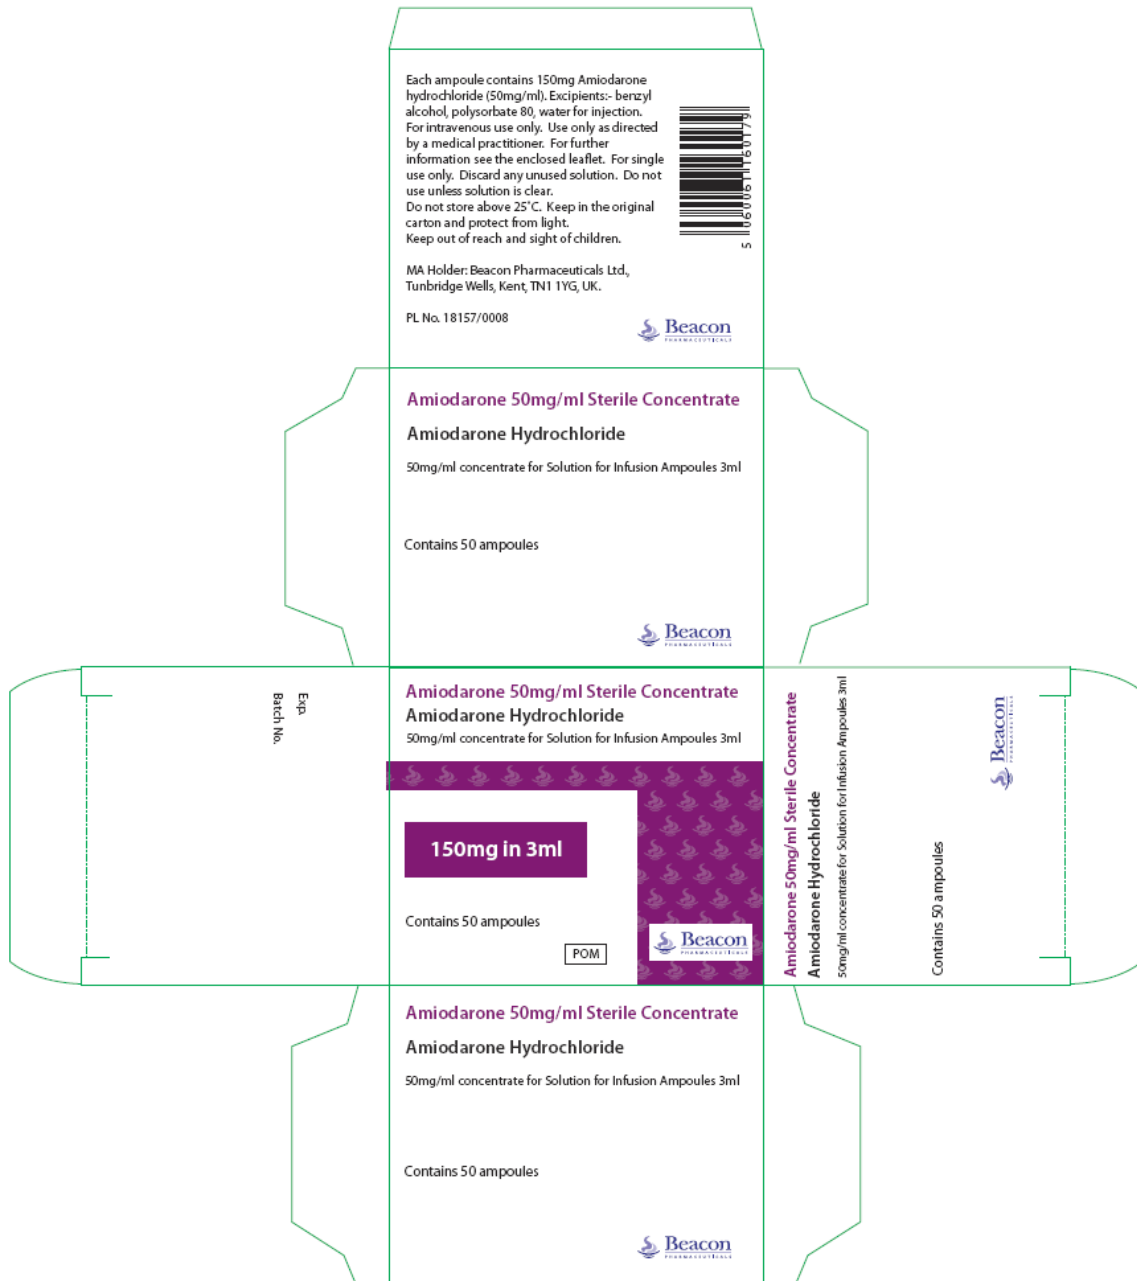 Each ampoule contains 150mg Amiodarone
hydrochloride (50mg/ml). Excipients:- benzyl
alcohol, polysorbate 80, water for injection.
For intravenous use only. Use only as directed
by a medical practitioner. For further
information see the enclosed leaflet. For single
use only. Discard any unused solution. Do not
use unless solution is clear.
Do not store above 25˚C. Keep in the original
carton and protect from light.
Keep out of reach and sight of children.
MA Holder: Beacon Pharmaceuticals Ltd.,
Tunbridge Wells, Kent, TN1 1YG, UK.
PL No. 18157/0008
5 060061 160179
Beacon
PHARMACEUTICALS
Amiodarone 50mg/ml Sterile Concentrate
Amiodarone Hydrochloride
50mg/ml concentrate for Solution for Infusion Ampoules 3ml
Contains 50 ampoules
Beacon
PHARMACEUTICALS
Exp.
Batch No.
Amiodarone 50mg/ml Sterile Concentrate
Amiodarone Hydrochloride
50mg/ml concentrate for Solution for Infusion Ampoules 3ml
150mg in 3ml
Contains 50 ampoules
POM
Beacon
PHARMACEUTICALS
Amiodarone 50mg/ml Sterile Concentrate
Amiodarone Hydrochloride
50mg/ml concentrate for Solution for Infusion Ampoules 3ml
Contains 50 ampoules
Beacon
PHARMACEUTICALS
Amiodarone 50mg/ml Sterile Concentrate
Amiodarone Hydrochloride
50mg/ml concentrate for Solution for Infusion Ampoules 3ml
Contains 50 ampoules
Beacon
PHARMACEUTICALS